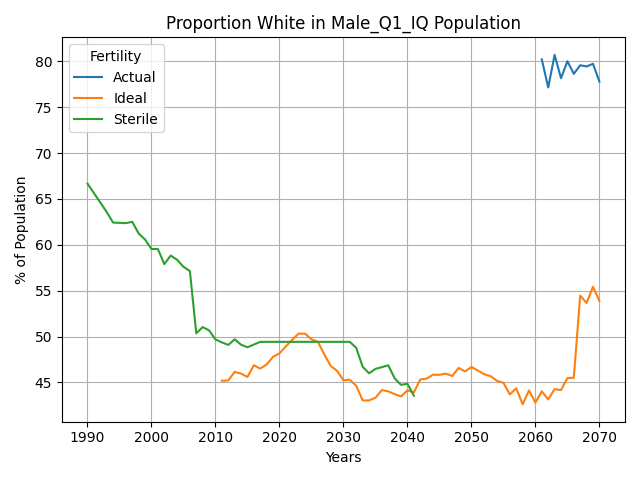 Proportion White in Male_Q1_IQ Population
Fertility
Actual
Ideal
Sterile
% of Population
80
75
70
65
60
55
50
45
1990 2000 2010 2020 2030 2040 2050 2060 2070
Years